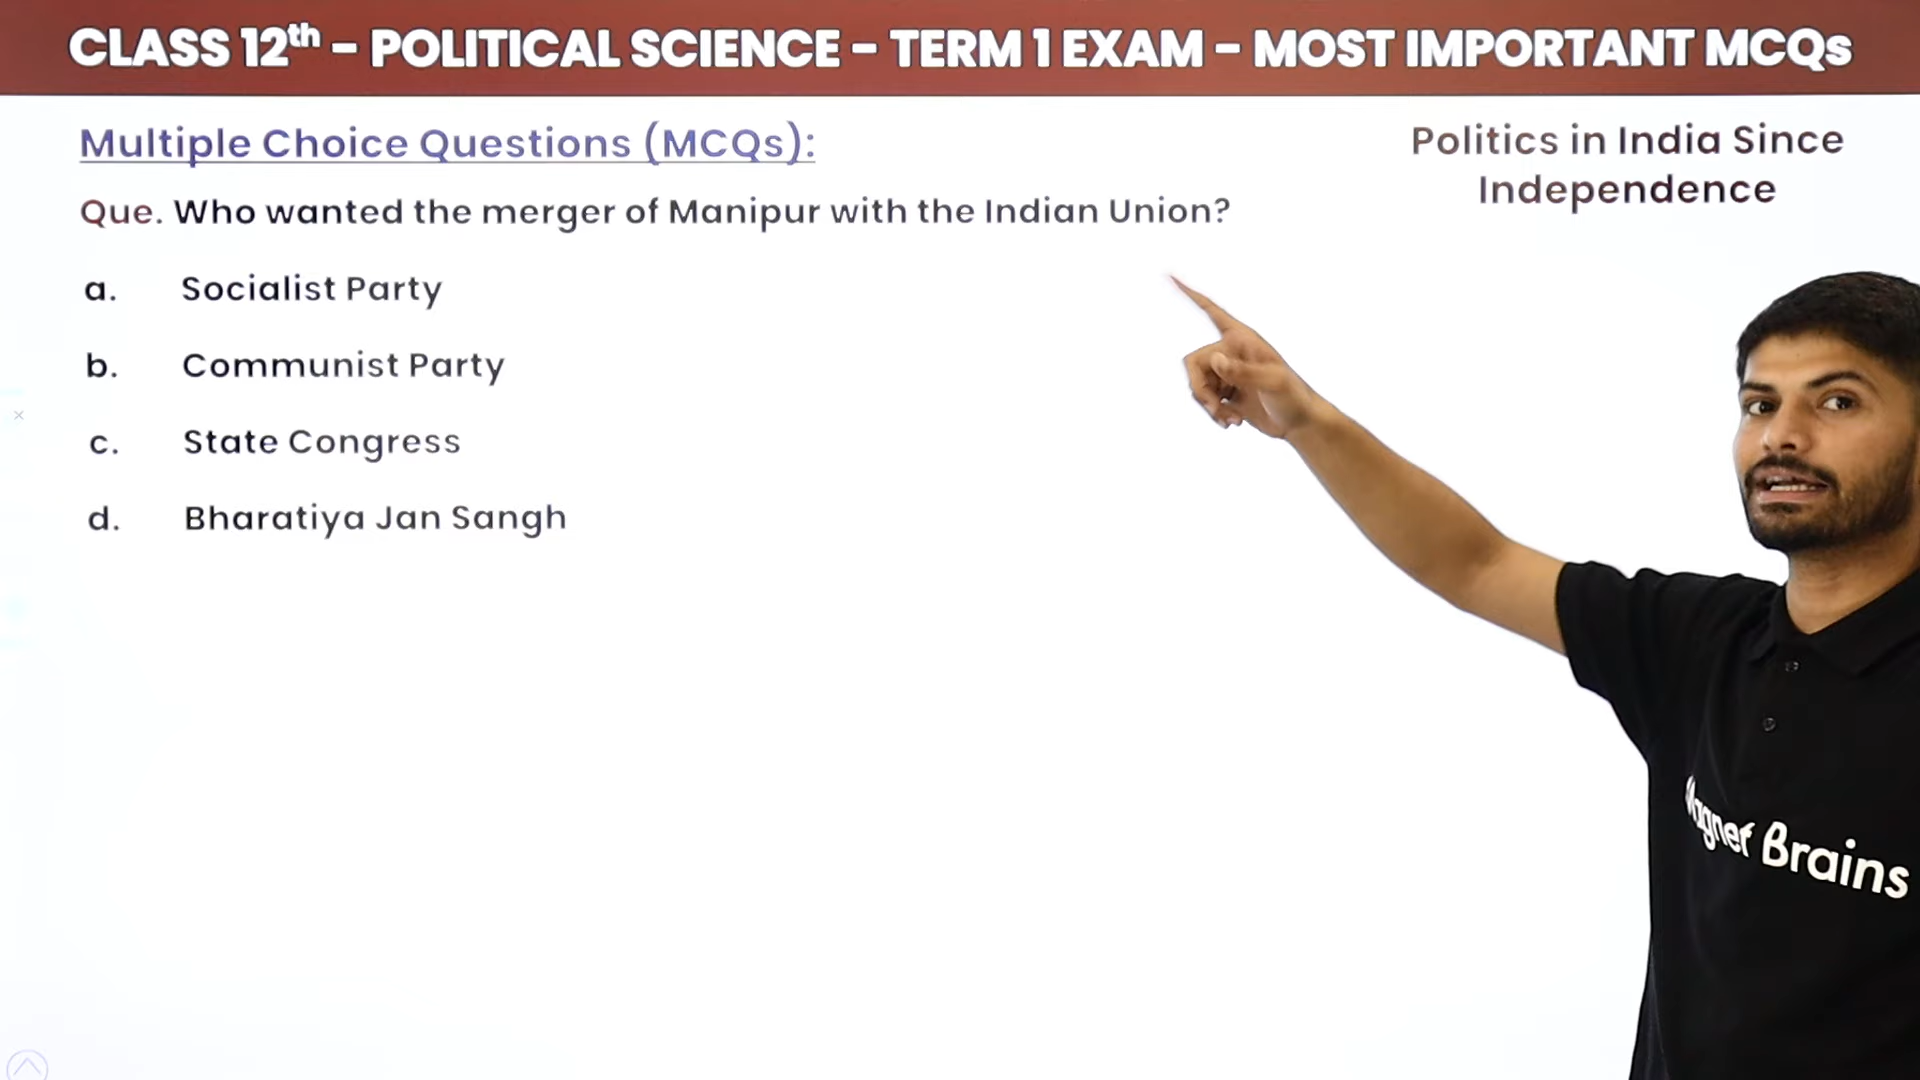 CLASS 12th – POLITICAL SCIENCE – TERM 1 EXAM – MOST IMPORTANT MCQs
Multiple Choice Questions (MCQs):
Politics in India Since
Independence
Que. Who wanted the merger of Manipur with the Indian Union?
a. Socialist Party
b. Communist Party
c. State Congress
d. Bharatiya Jan Sangh
Magnet Brains